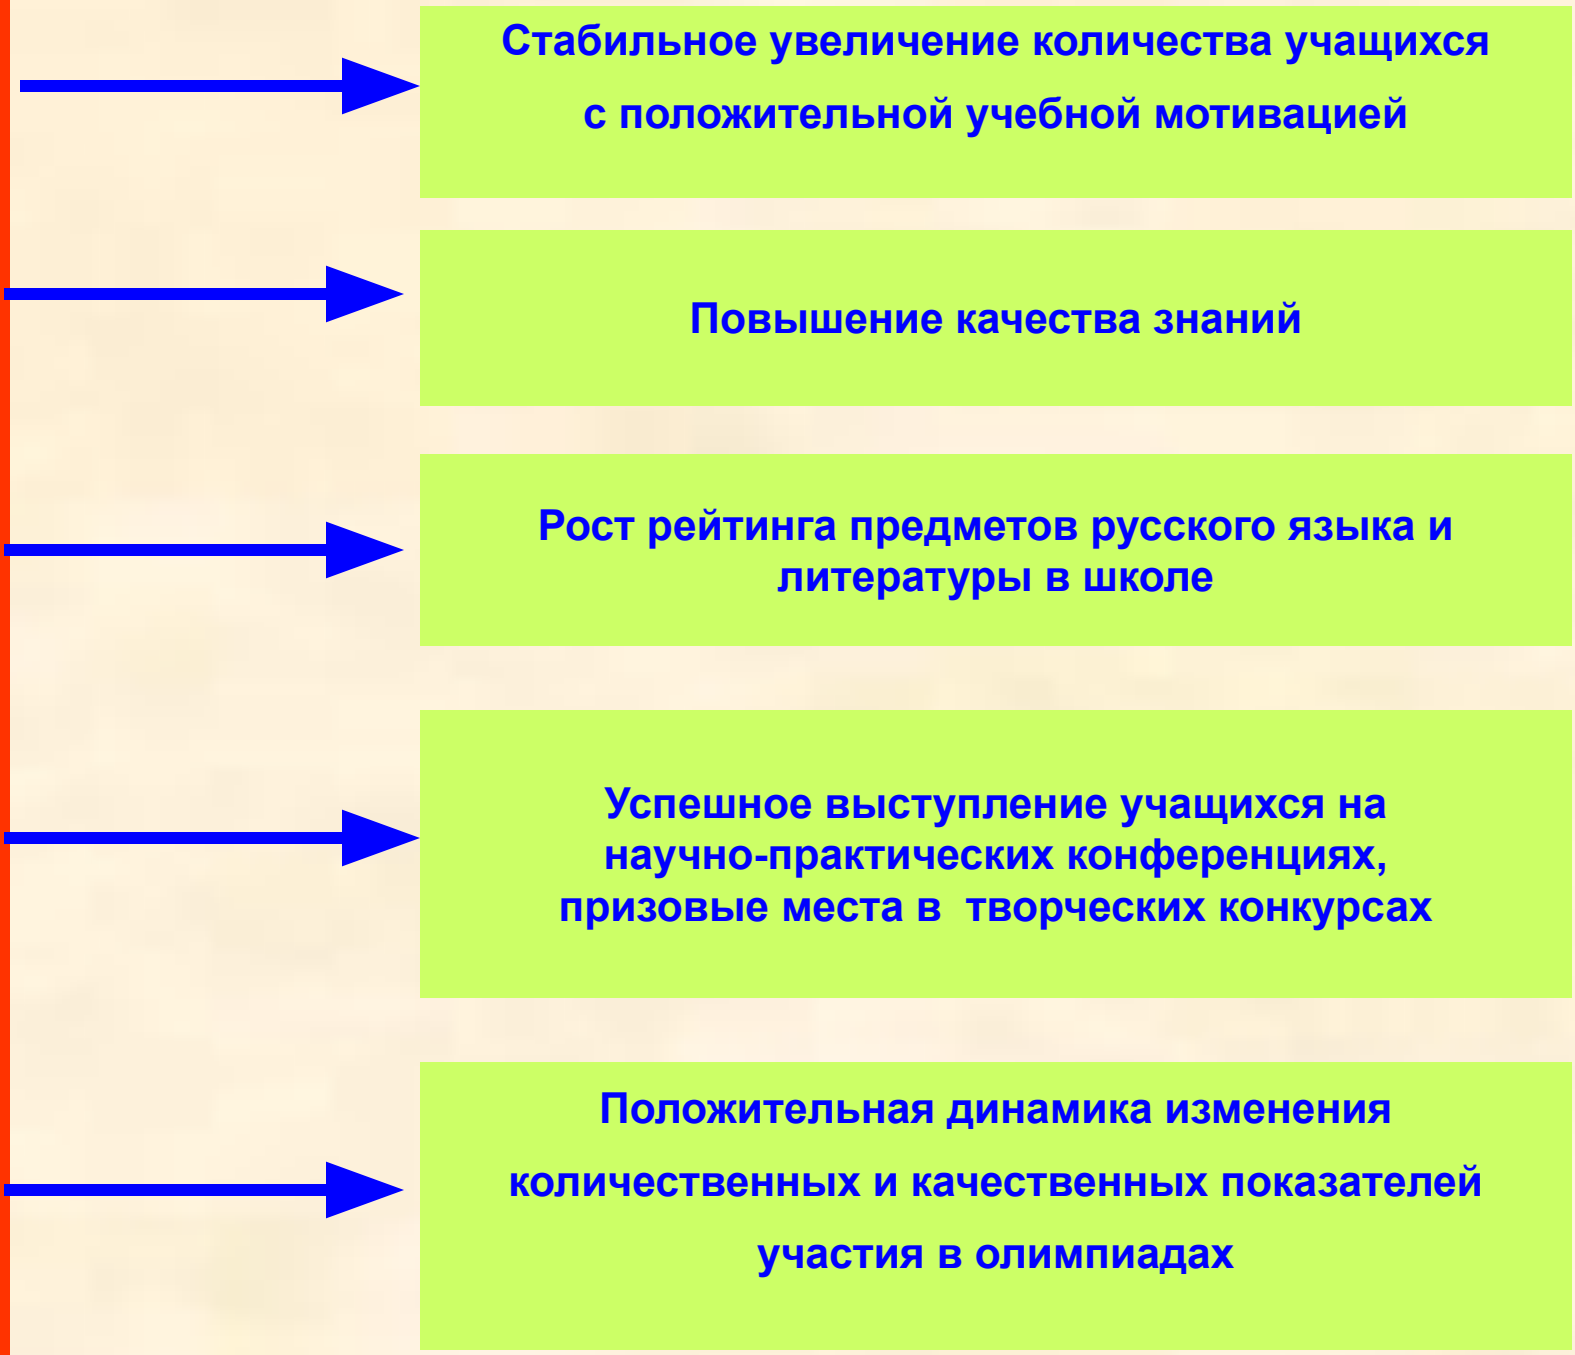 Стабильное увеличение количества учащихся
с положительной учебной мотивацией
Повышение качества знаний
Рост рейтинга предметов русского языка и
литературы в школе
Успешное выступление учащихся на
научно-практических конференциях,
призовые места в  творческих конкурсах
Положительная динамика изменения
количественных и качественных показателей
участия в олимпиадах